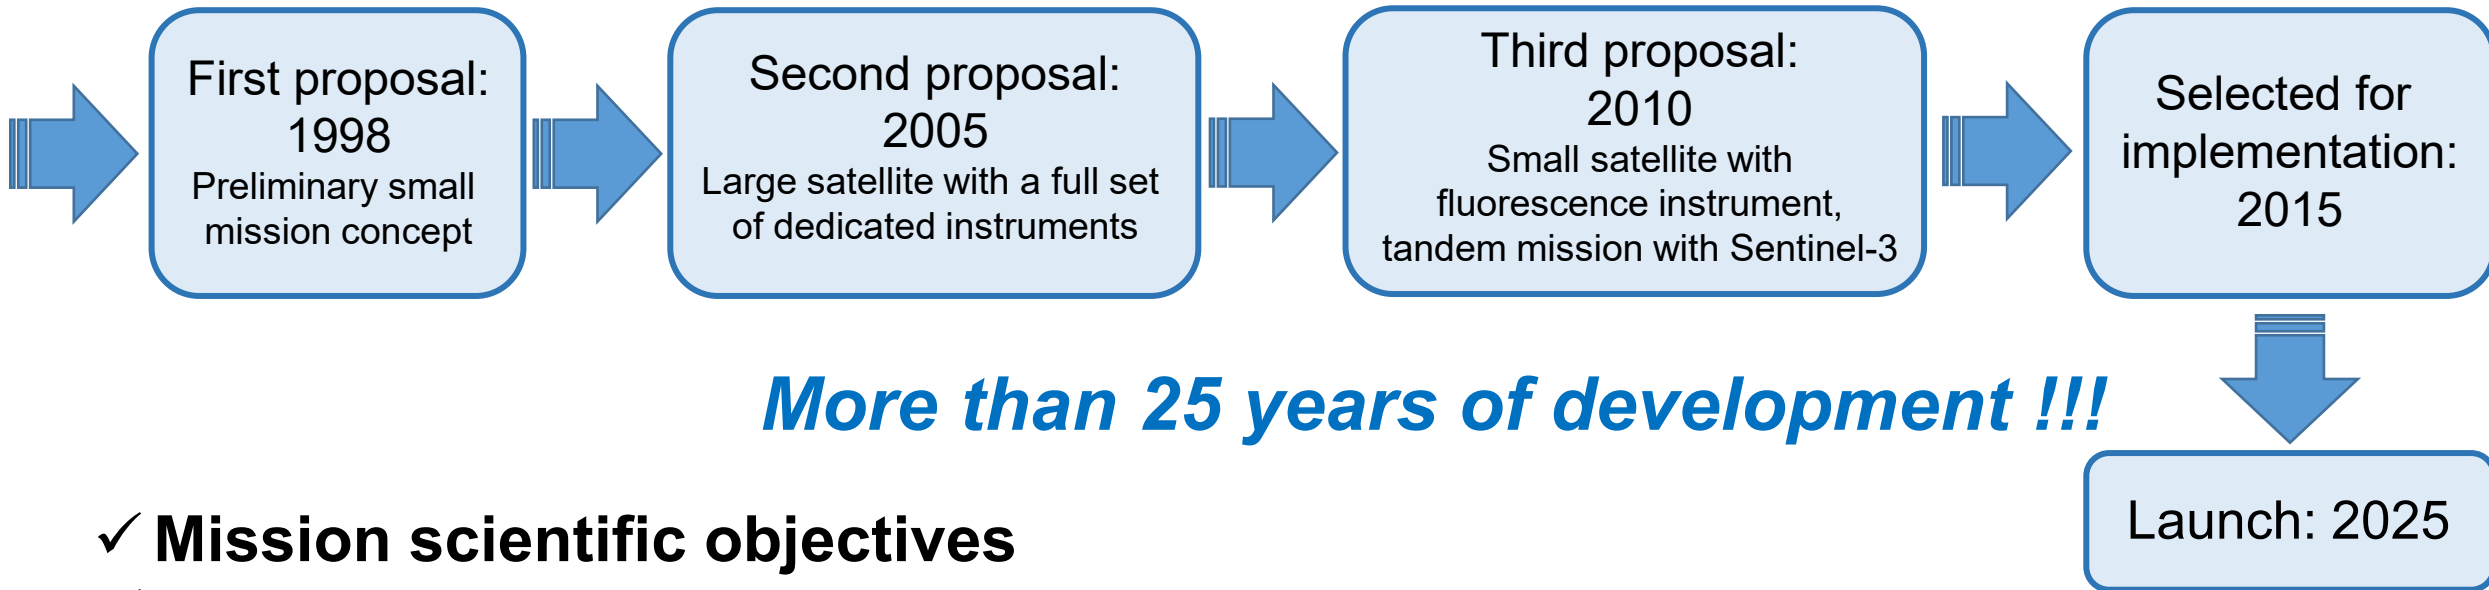 First proposal:
1998
Preliminary small
mission concept
Second proposal:
2005
Large satellite with a full set
of dedicated instruments
Third proposal:
2010
Small satellite with
fluorescence instrument,
tandem mission with Sentinel-3
Selected for
implementation:
2015
More than 25 years of development !!!
Launch: 2025
✓ Mission scientific objectives